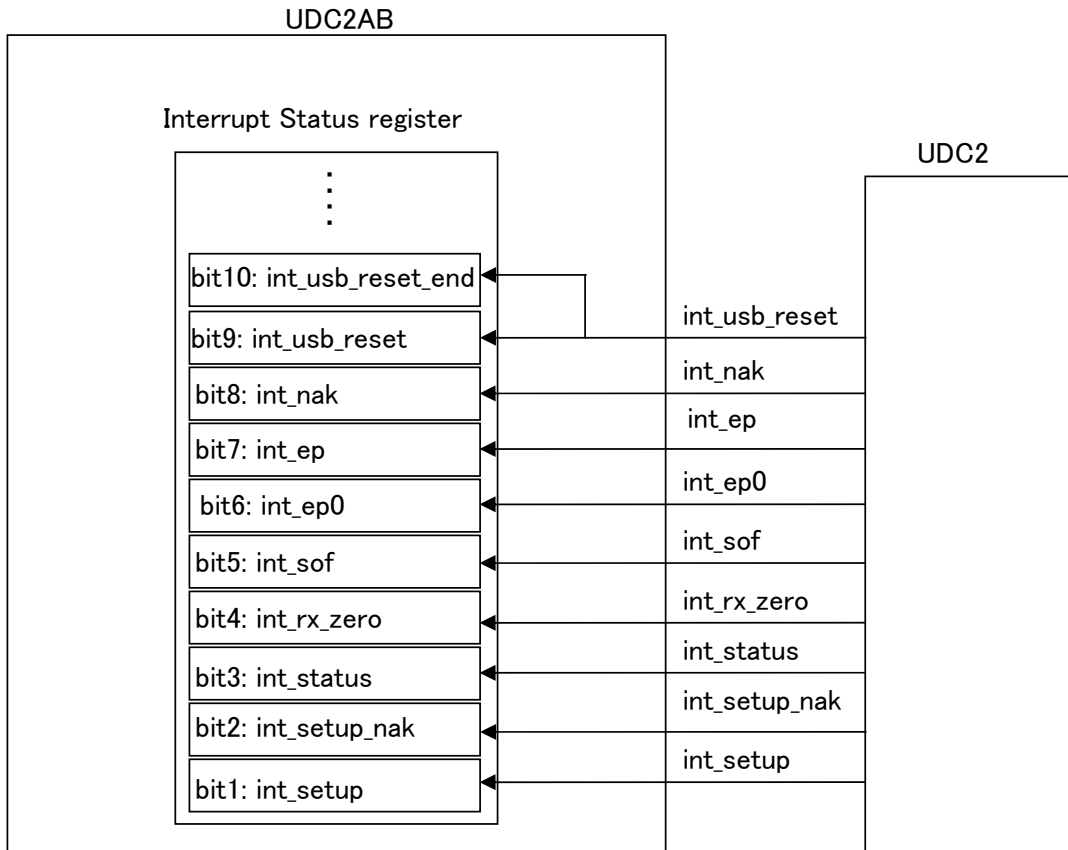 UDC2AB
Interrupt Status register
UDC2
bit10: int_usb_reset_end
int_usb_reset
bit9: int_usb_reset
int_nak
bit8: int_nak
int_ep
bit7: int_ep
int_ep0
bit6: int_ep0
int_sof
bit5: int_sof
int_rx_zero
bit4: int_rx_zero
int_status
bit3: int_status
int_setup_nak
bit2: int_setup_nak
int_setup
bit1: int_setup